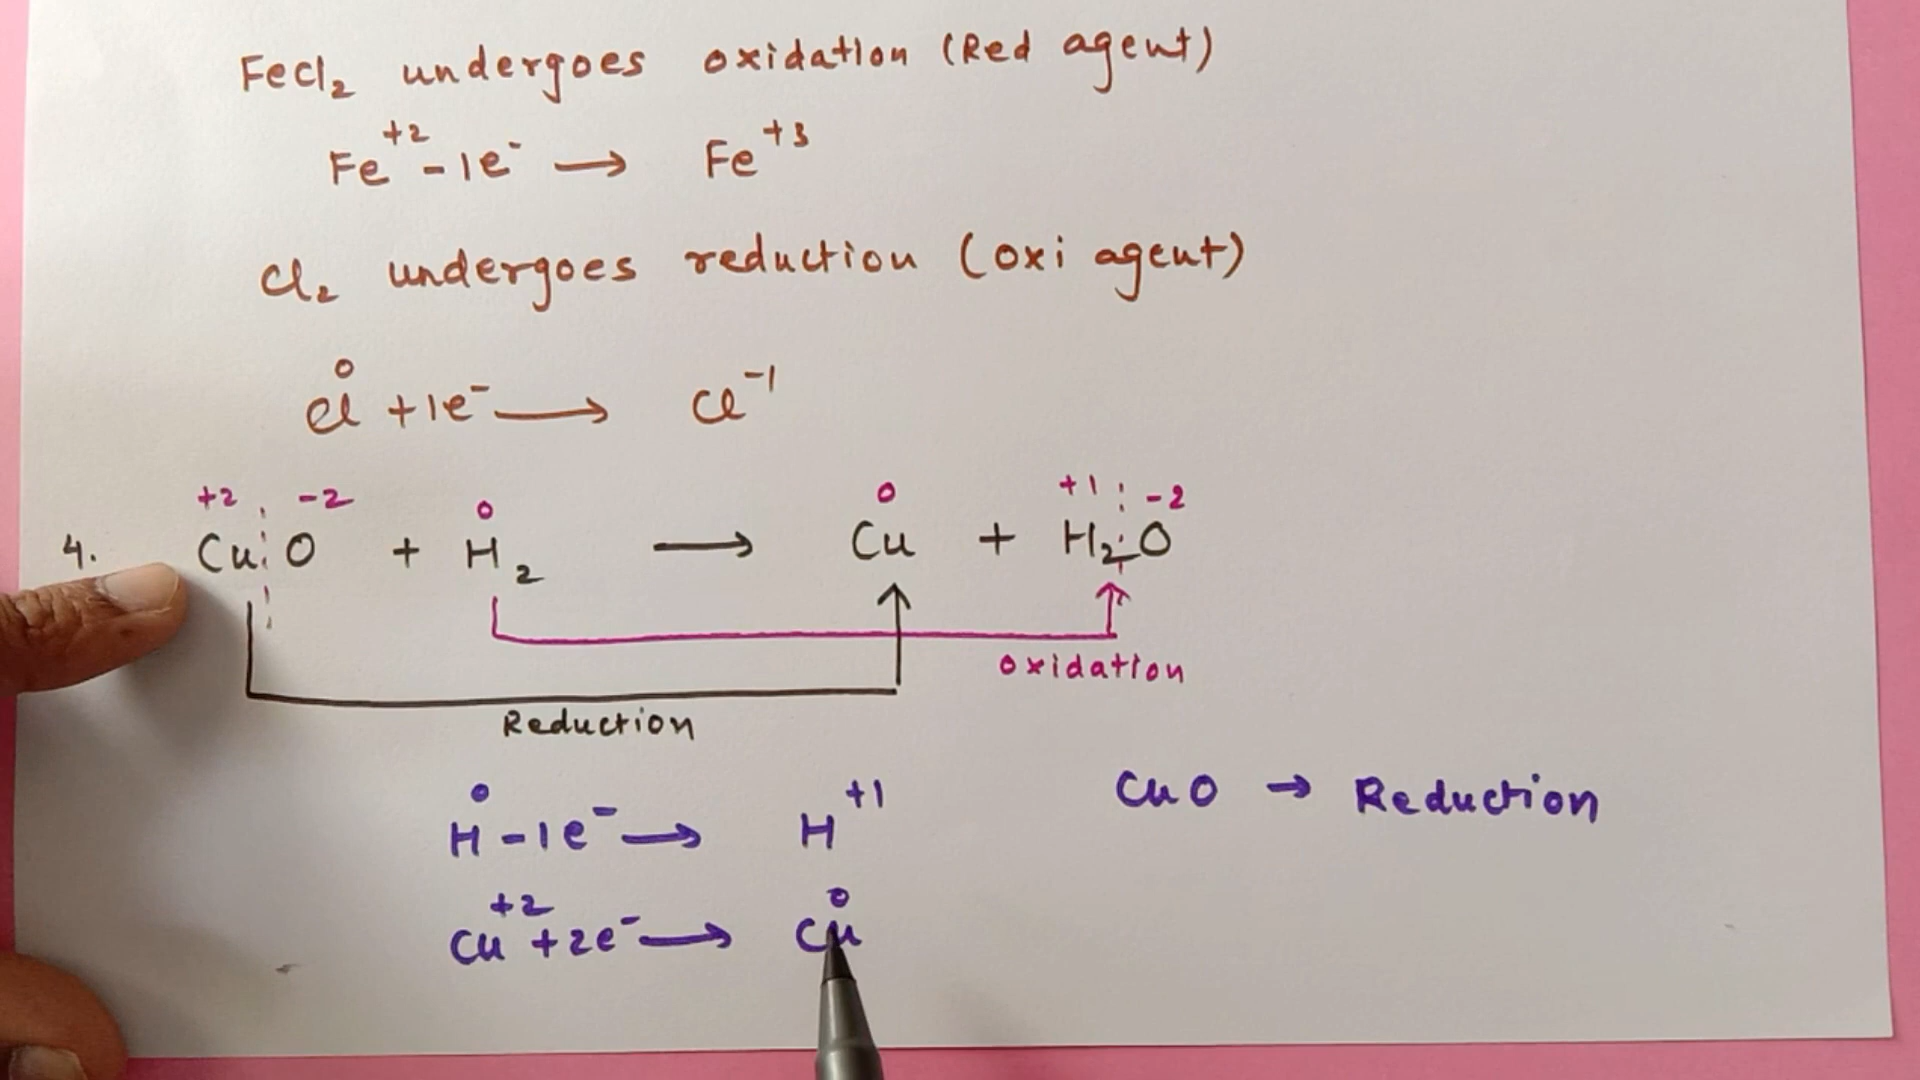 FeCl₂ undergoes oxidation (Red agent)
Fe⁺² - 1e⁻ → Fe⁺³
Cl₂ undergoes reduction (oxi agent)
0
Cl + 1e⁻ → Cl⁻¹
+2 -2 0 0 +1 -2
4. CuO + H₂ → Cu + H₂O
oxidation
Reduction
0
H - 1e⁻ → H⁺¹
CuO → Reduction
0
Cu⁺² + 2e⁻ → Cu